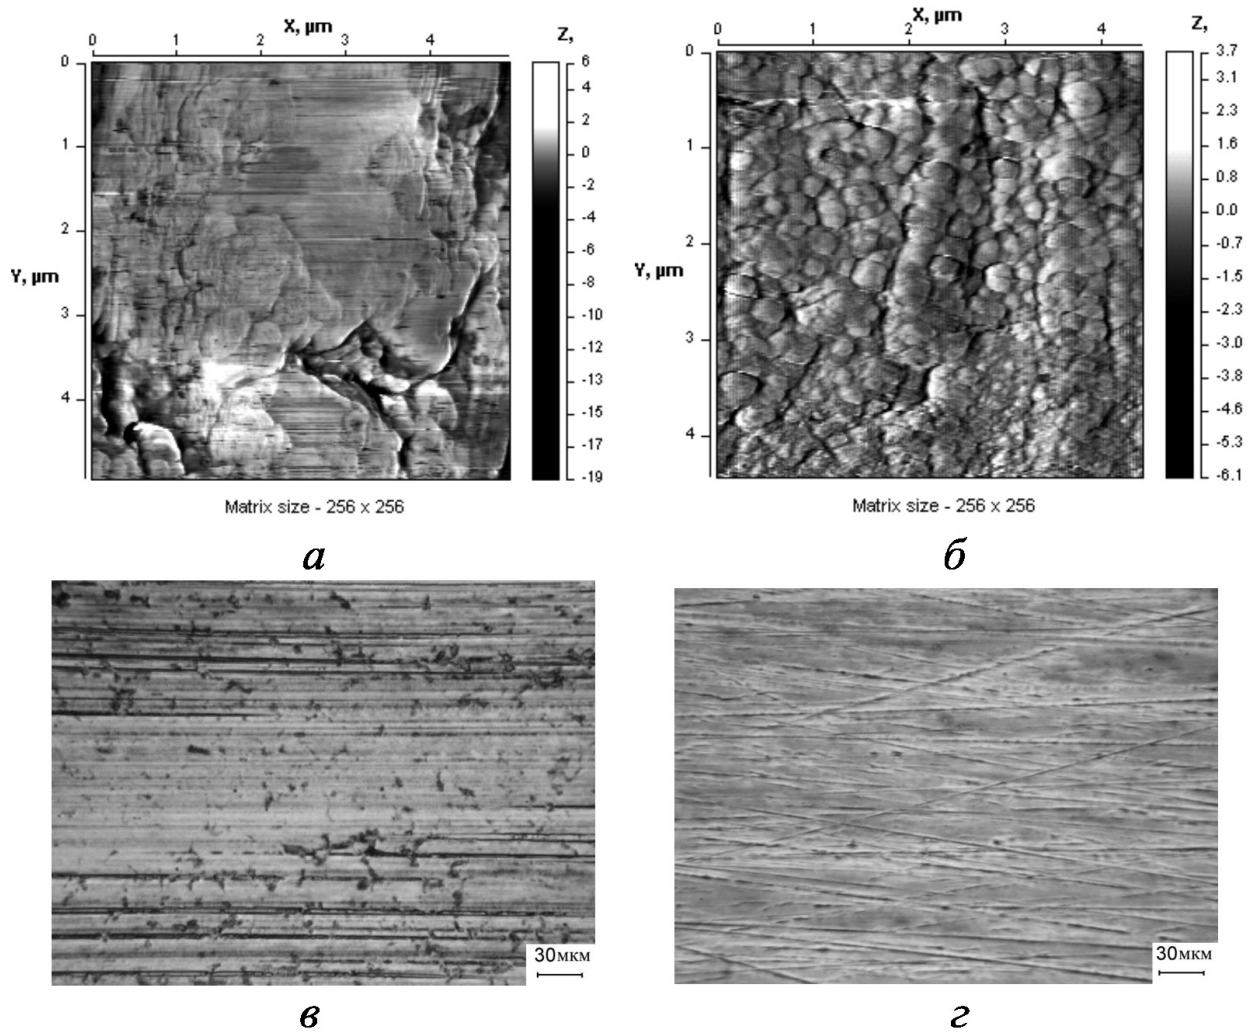 X, µm
Z,
0 1 2 3 4
0
1
2
3
4
Y, µm
6
4
2
0
-2
-4
-6
-8
-10
-12
-13
-15
-17
-19
Matrix size - 256 x 256
а
X, µm
Z,
0 1 2 3 4
0
1
2
3
4
Y, µm
3.7
3.1
2.3
1.6
0.8
0.0
-0.7
-1.5
-2.3
-3.0
-3.8
-4.6
-5.3
-6.1
Matrix size - 256 x 256
б
30мкм
в
30мкм
г